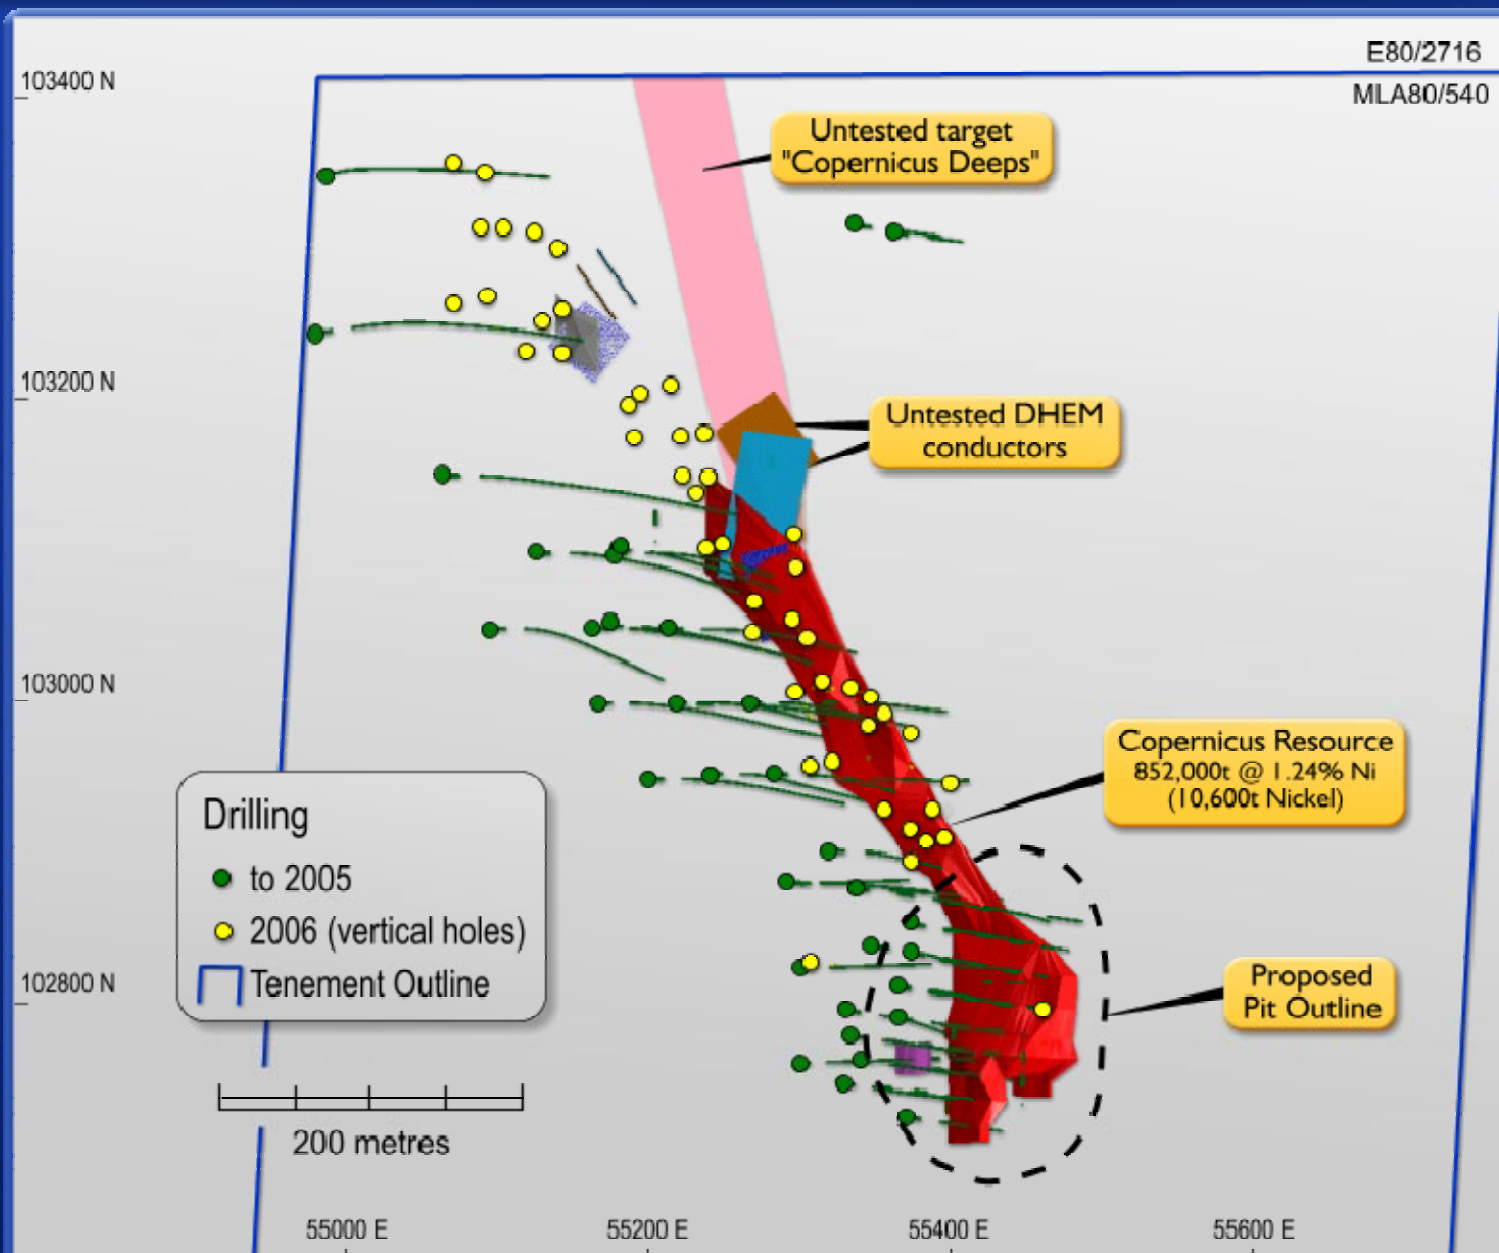 E80/2716
103400 N
MLA80/540
Untested target
"Copernicus Deeps"
103200 N
Untested DHEM
conductors
103000 N
Copernicus Resource
852,000t @ 1.24% Ni
(10,600t Nickel)
Drilling
to 2005
2006 (vertical holes)
Tenement Outline
102800 N
Proposed
Pit Outline
200 metres
55000 E
55200 E
55400 E
55600 E